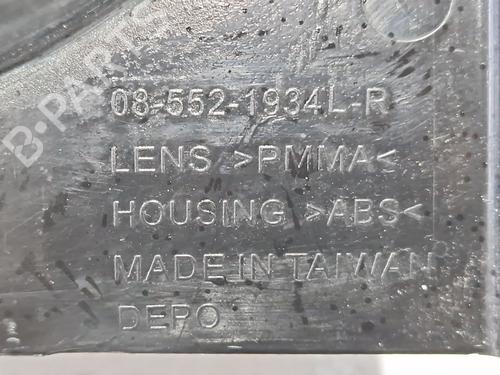 B-PARTS
08-552-1934L-R
LENS >PMMA<
HOUSING >ABS<
MADE IN TAIWAN
DEPO